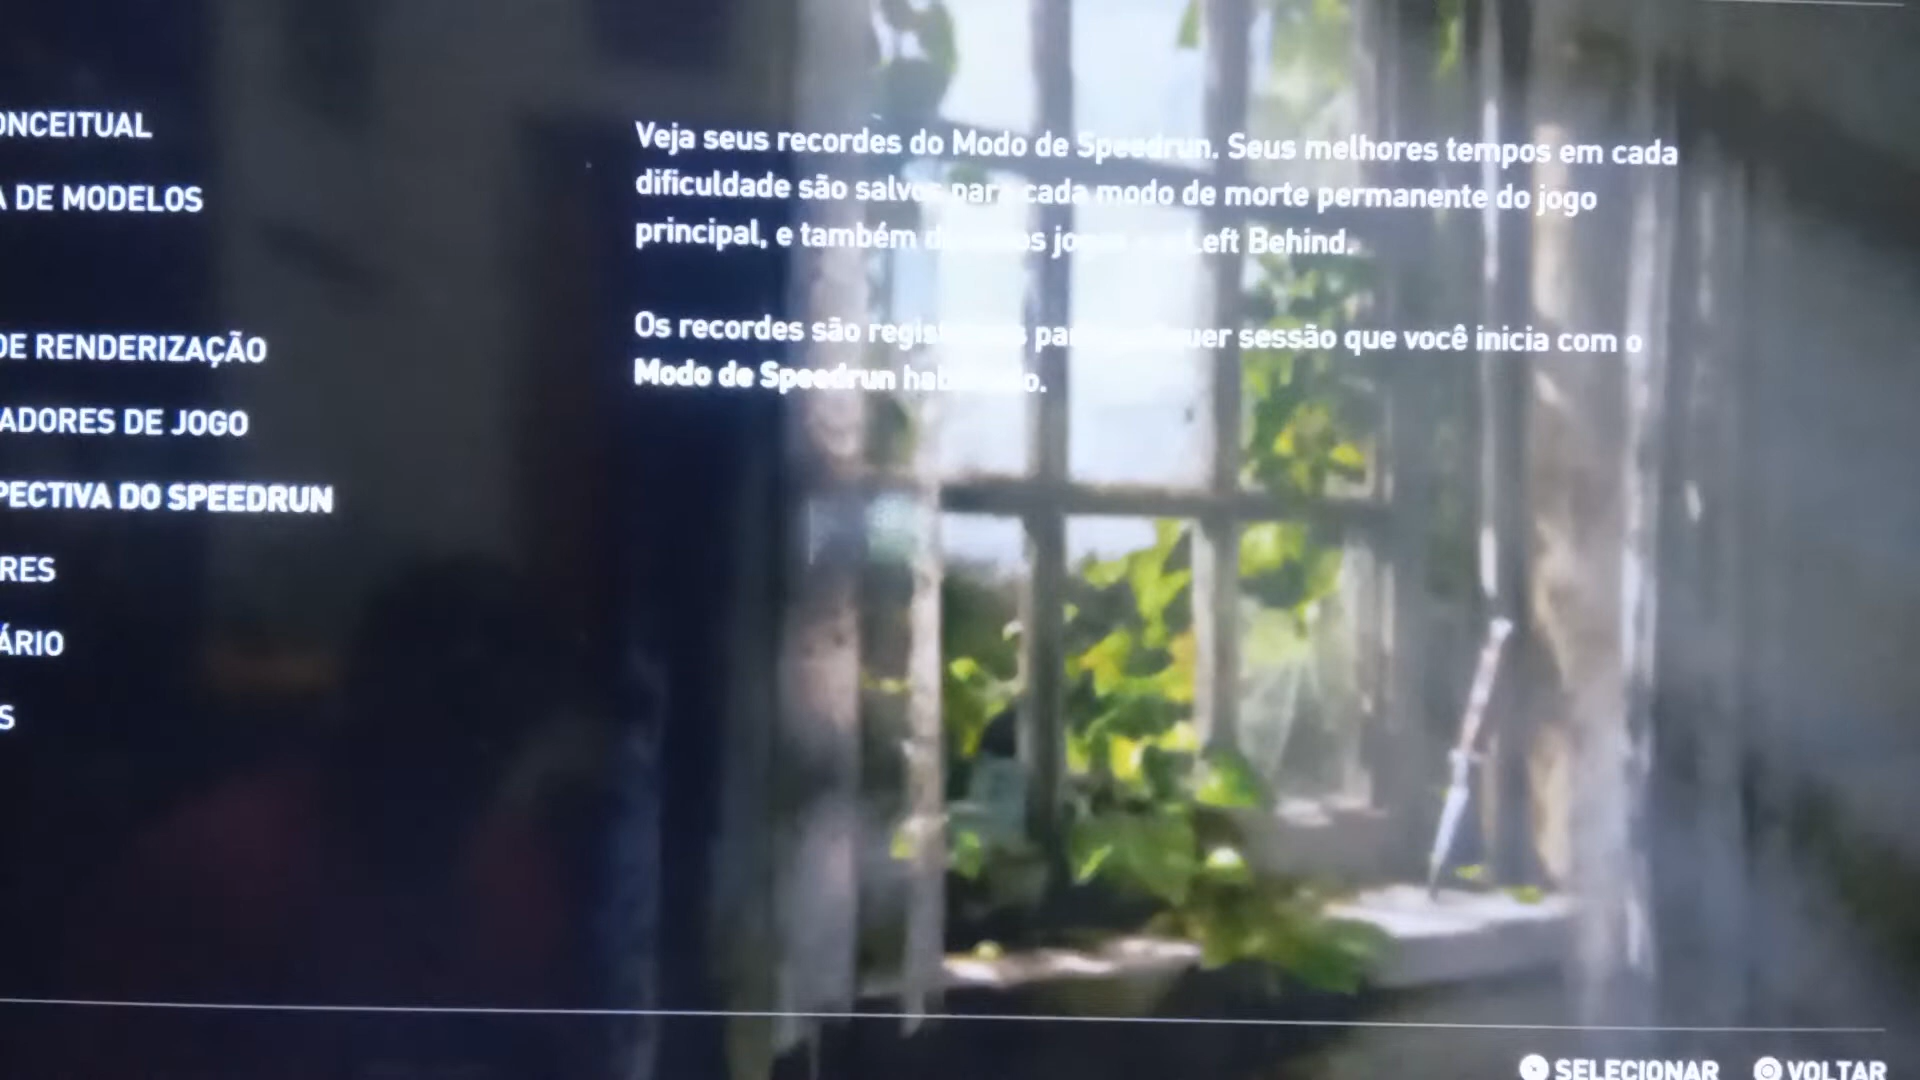 ONCEITUAL
A DE MODELOS
DE RENDERIZAÇÃO
ADORES DE JOGO
PECTIVA DO SPEEDRUN
RES
ÁRIO
S
Veja seus recordes do Modo de Speedrun. Seus melhores tempos em cada
dificuldade são salvos para cada modo de morte permanente do jogo
principal, e também Left Behind.
Os recordes são sessão que você inicia com o
Modo de Speedrun
SELECIONAR VOLTAR